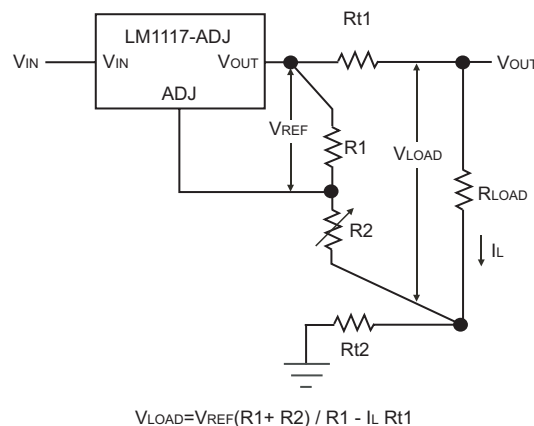 Rt1
LM1117-ADJ
VIN
VIN
VOUT
VOUT
ADJ
VREF
R1
VLOAD
RLOAD
R2
IL
Rt2
VLOAD=VREF(R1+ R2) / R1 - IL Rt1